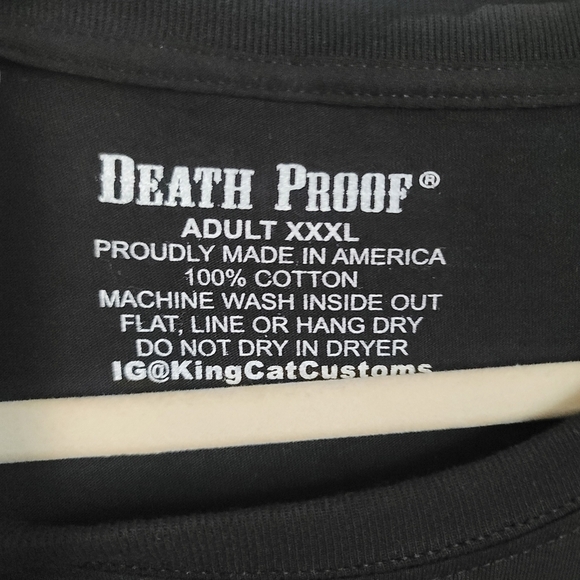 DEATH PROOF®
ADULT XXXL
PROUDLY MADE IN AMERICA
100% COTTON
MACHINE WASH INSIDE OUT
FLAT, LINE OR HANG DRY
DO NOT DRY IN DRYER
IG@KingCatCustoms